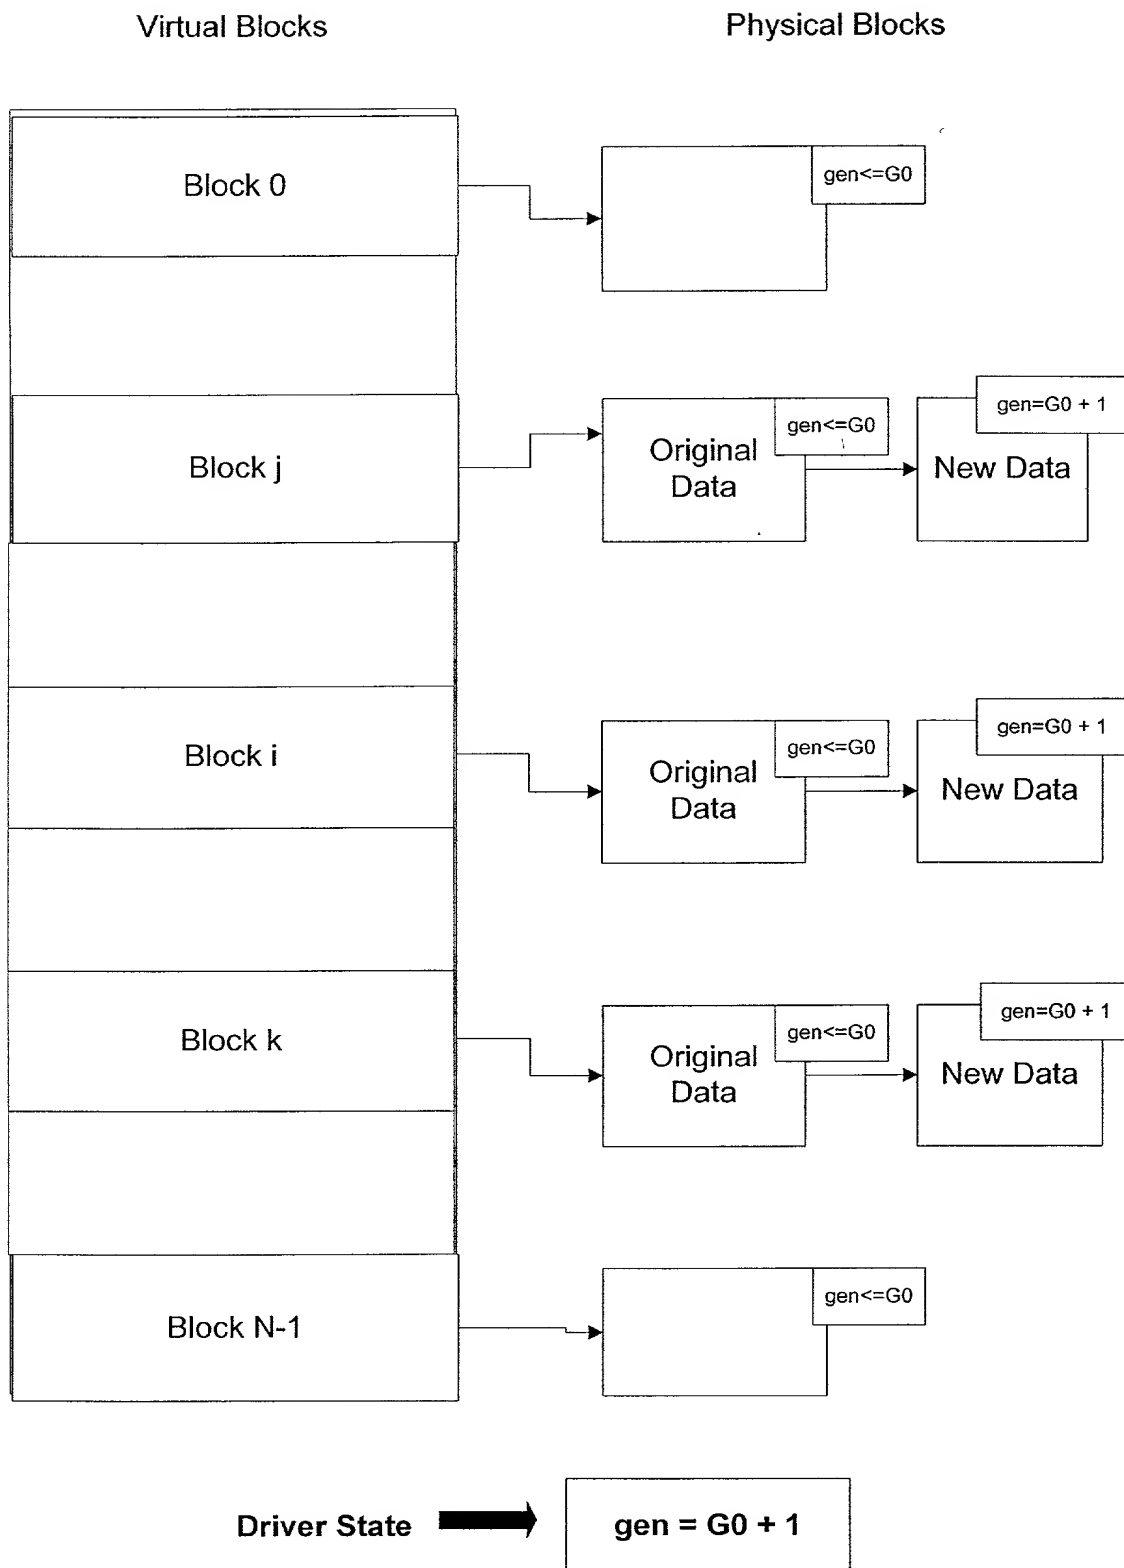 Virtual Blocks
Physical Blocks
Block 0
gen<=G0
Block j
Original
Data
gen<=G0
New Data
gen=G0 + 1
Block i
Original
Data
gen<=G0
New Data
gen=G0 + 1
Block k
Original
Data
gen<=G0
New Data
gen=G0 + 1
Block N-1
gen<=G0
Driver State
gen = G0 + 1